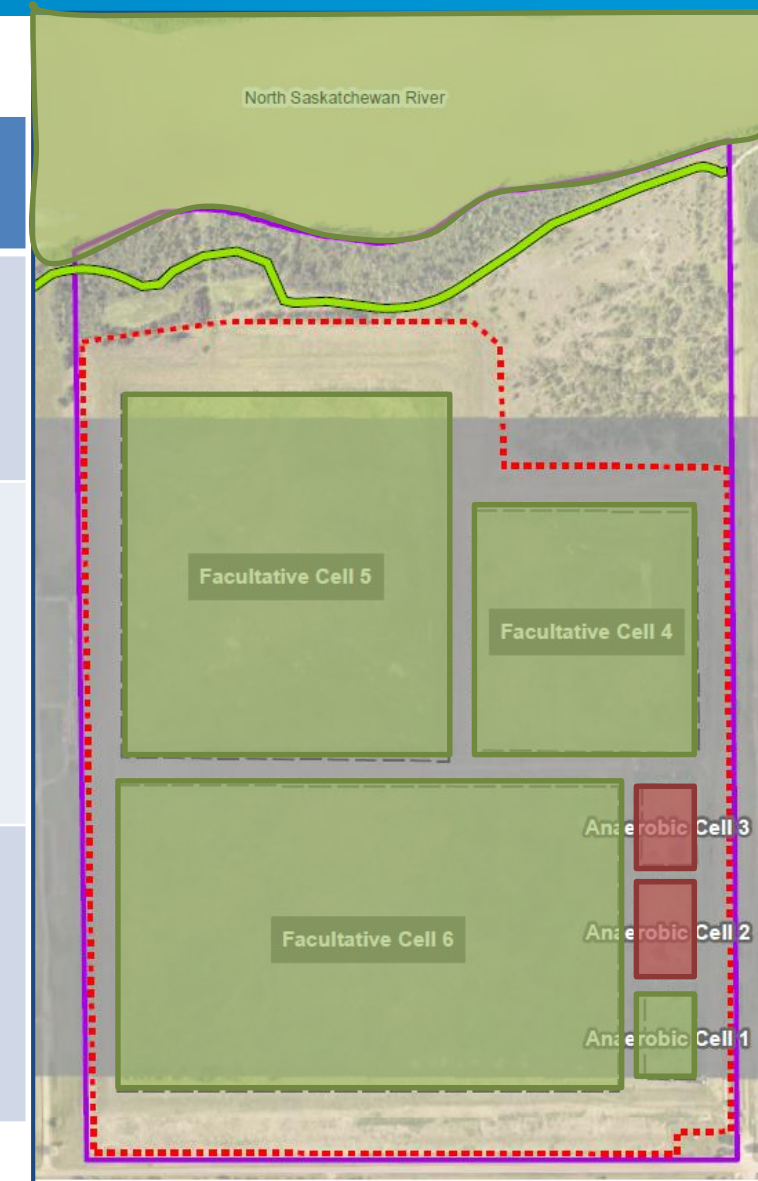 North Saskatchewan River
Facultative Cell 5
Facultative Cell 4
Anaerobic Cell 3
Facultative Cell 6
Anaerobic Cell 2
Anaerobic Cell 1